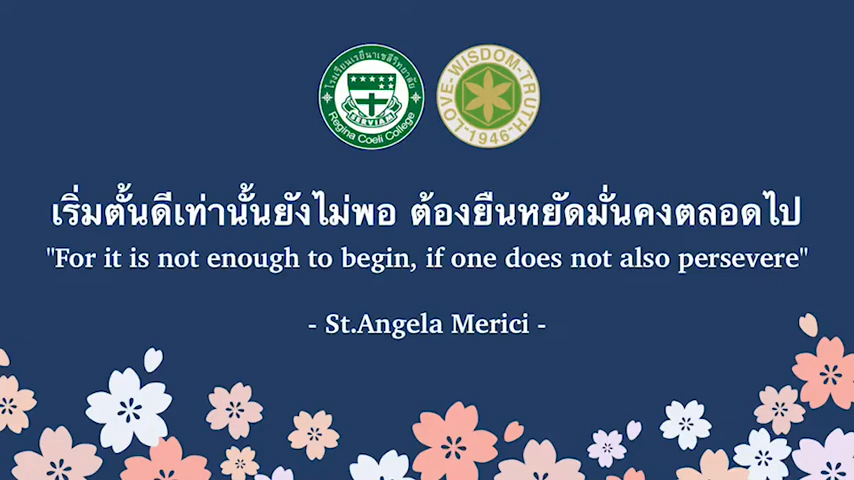 โรงเรียนเรยีนาเชลีวิทยาลัย
SERVIAM
Regina Coeli College
LOVE-WISDOM-TRUTH
-1946-
เริ่มต้นดีเท่านั้นยังไม่พอ ต้องยืนหยัดมั่นคงตลอดไป
"For it is not enough to begin, if one does not also persevere"
- St.Angela Merici -